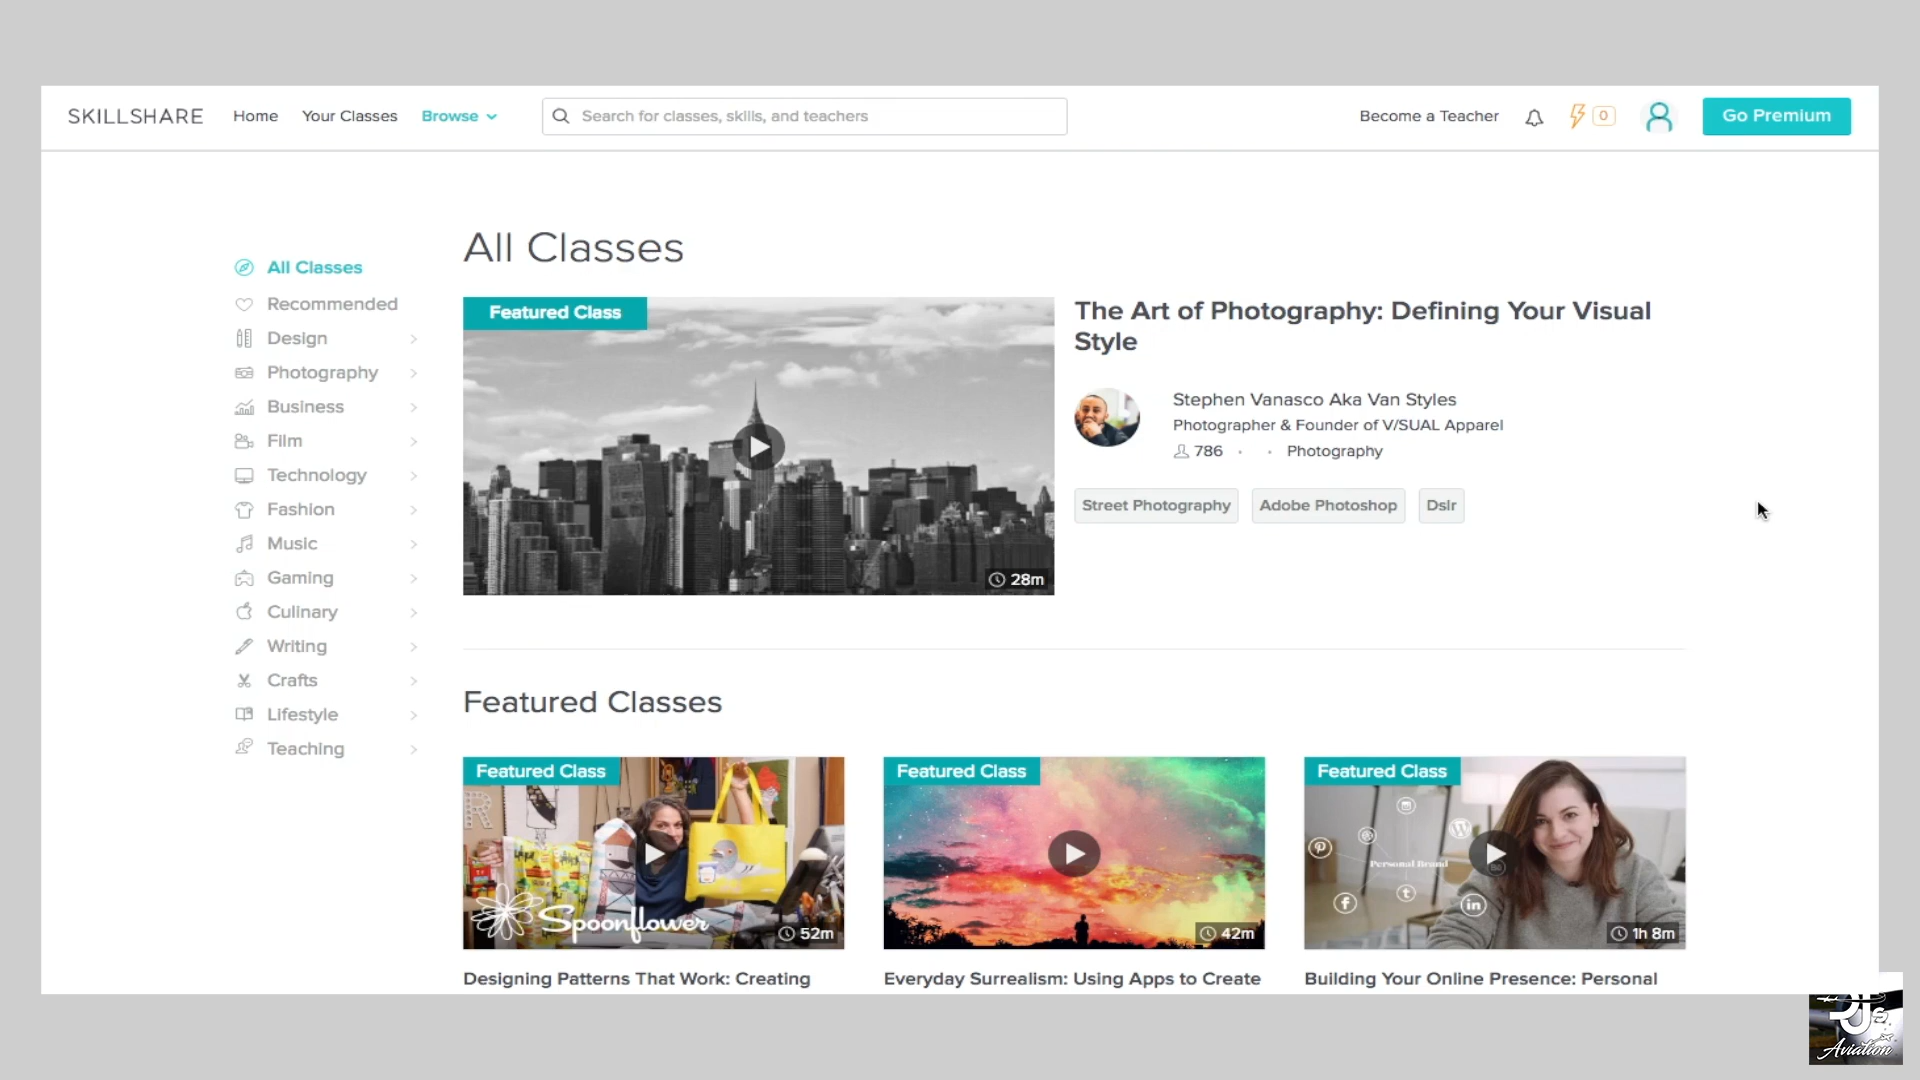 SKILLSHARE Home Your Classes Browse Search for classes, skills, and teachers Become a Teacher 0 Go Premium
All Classes
All Classes
Recommended
Design
Photography
Business
Film
Technology
Fashion
Music
Gaming
Culinary
Writing
Crafts
Lifestyle
Teaching
Featured Class
28m
The Art of Photography: Defining Your Visual
Style
Stephen Vanasco Aka Van Styles
Photographer & Founder of V/SUAL Apparel
786 · · Photography
Street Photography Adobe Photoshop Dslr
Featured Classes
Featured Class
Spoonflower
52m
Designing Patterns That Work: Creating
Featured Class
42m
Everyday Surrealism: Using Apps to Create
Featured Class
Personal Brand
1h 8m
Building Your Online Presence: Personal
DJ's
Aviation